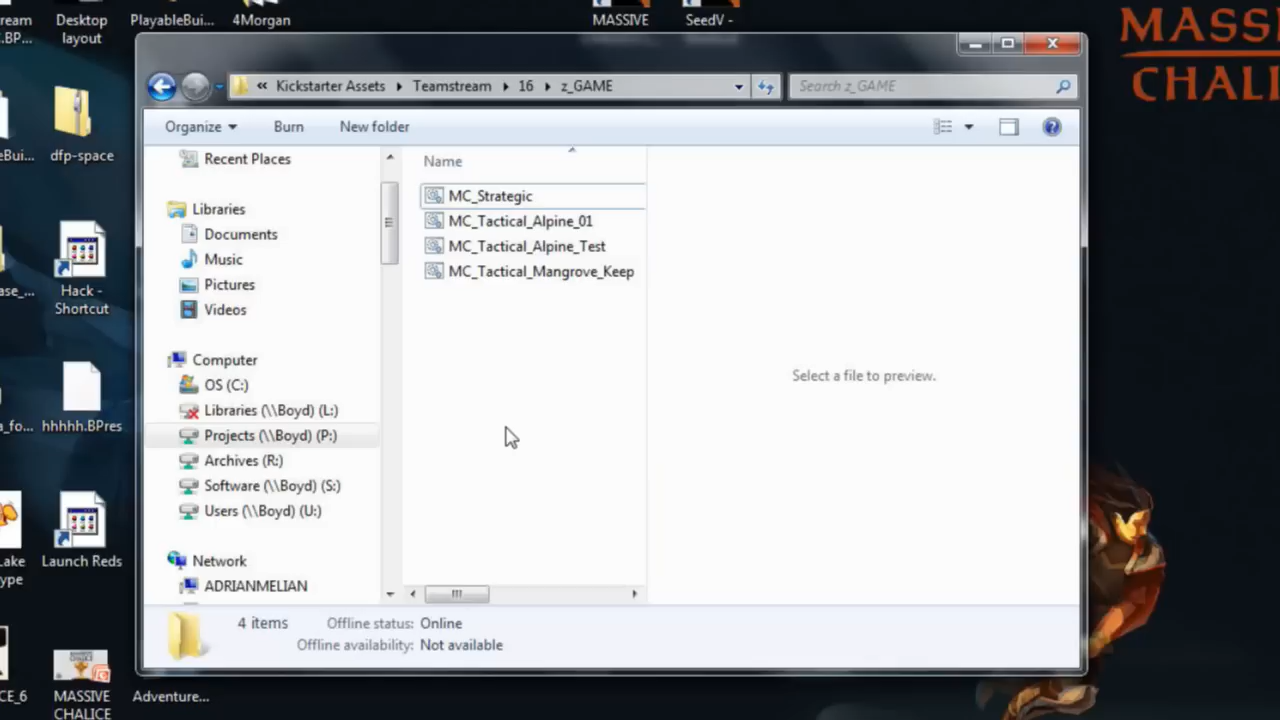 ream
...BP...
Desktop
layout
PlayableBui...
4Morgan
MASSIVE
SeedV -
MASSI
CHALI
« Kickstarter Assets Teamstream 16 z_GAME
Search z_GAME
Organize Burn New folder
Recent Places
Libraries
Documents
Music
Pictures
Videos
Computer
OS (C:)
Libraries (\\Boyd) (L:)
Projects (\\Boyd) (P:)
Archives (R:)
Software (\\Boyd) (S:)
Users (\\Boyd) (U:)
Network
ADRIANMELIAN
Name
MC_Strategic
MC_Tactical_Alpine_01
MC_Tactical_Alpine_Test
MC_Tactical_Mangrove_Keep
Select a file to preview.
4 items Offline status: Online
Offline availability: Not available
eBui...
dfp-space
ase_...
Hack -
Shortcut
a_fo...
hhhhh.BPres
Lake
ype
Launch Reds
CE_6
MASSIVE
CHALICE
Adventure...